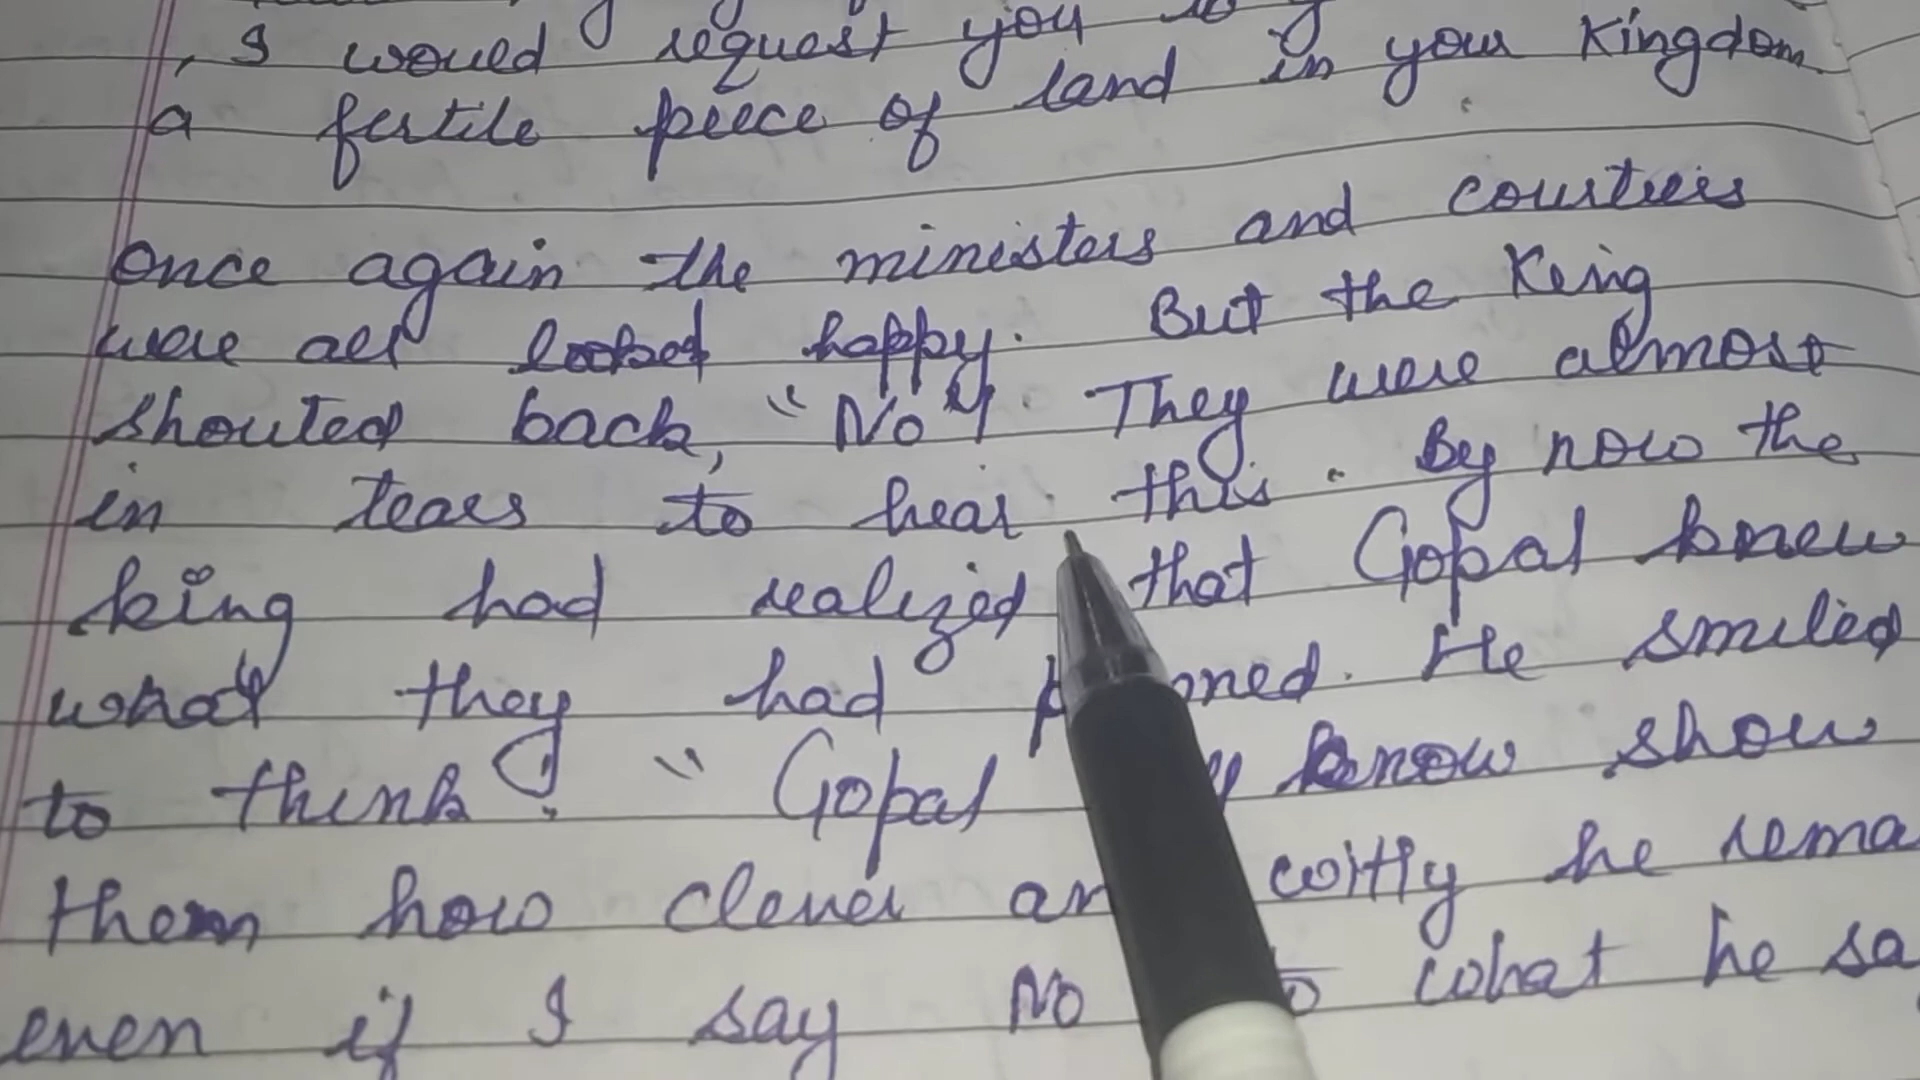 , I would request you to
a fertile piece of land in your Kingdom
Once again the ministers and courtiers
were all looked happy. But the King
shouted back, "No". They were almost
in tears to hear this. By now the
king had realized that Gopal knew
what they had He smiled
to think. "Gopal know show
them how clever witty he rema
even if I say No what he sa